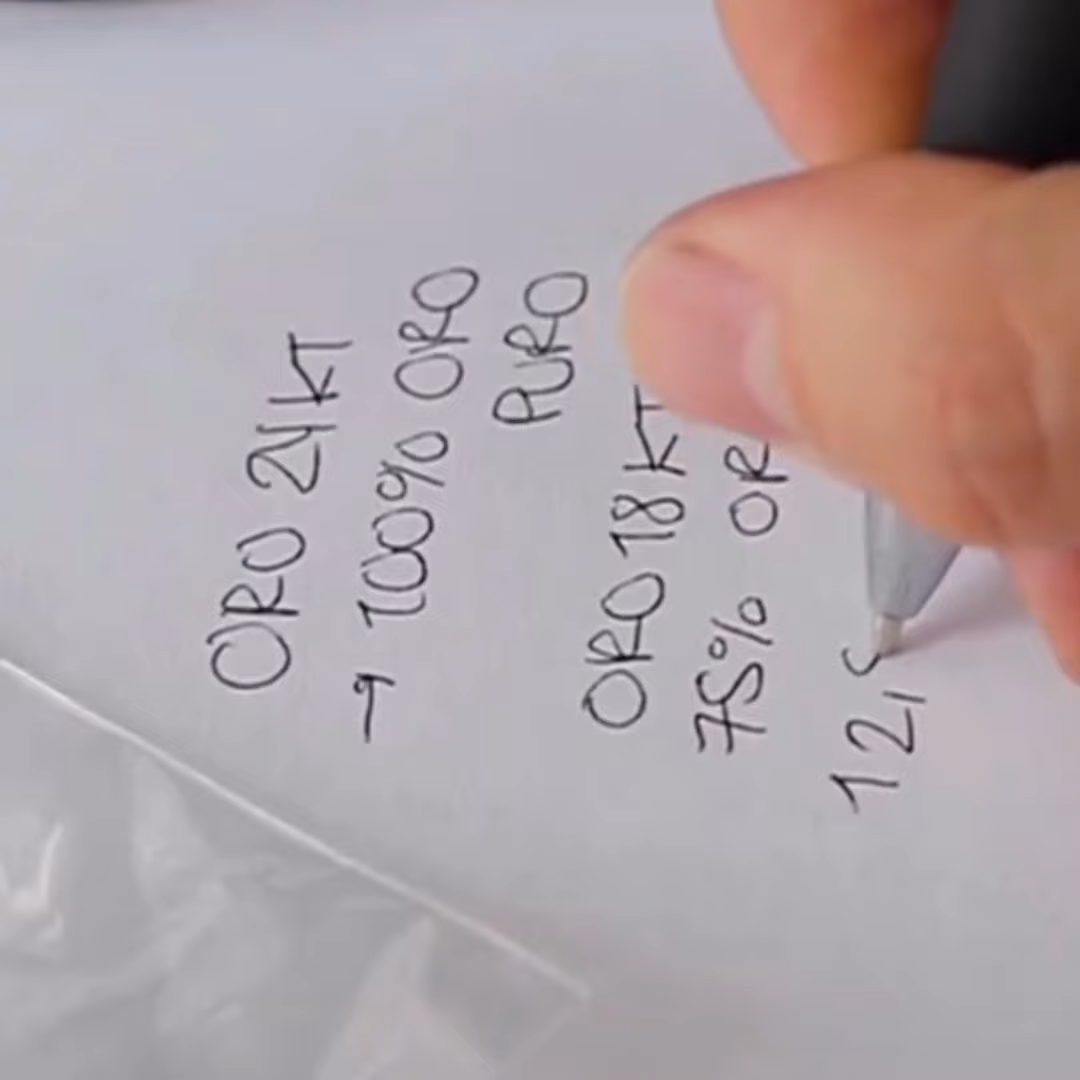 ORO 24KT
→ 100% ORO
PURO
ORO 18KT
75% OR
12,